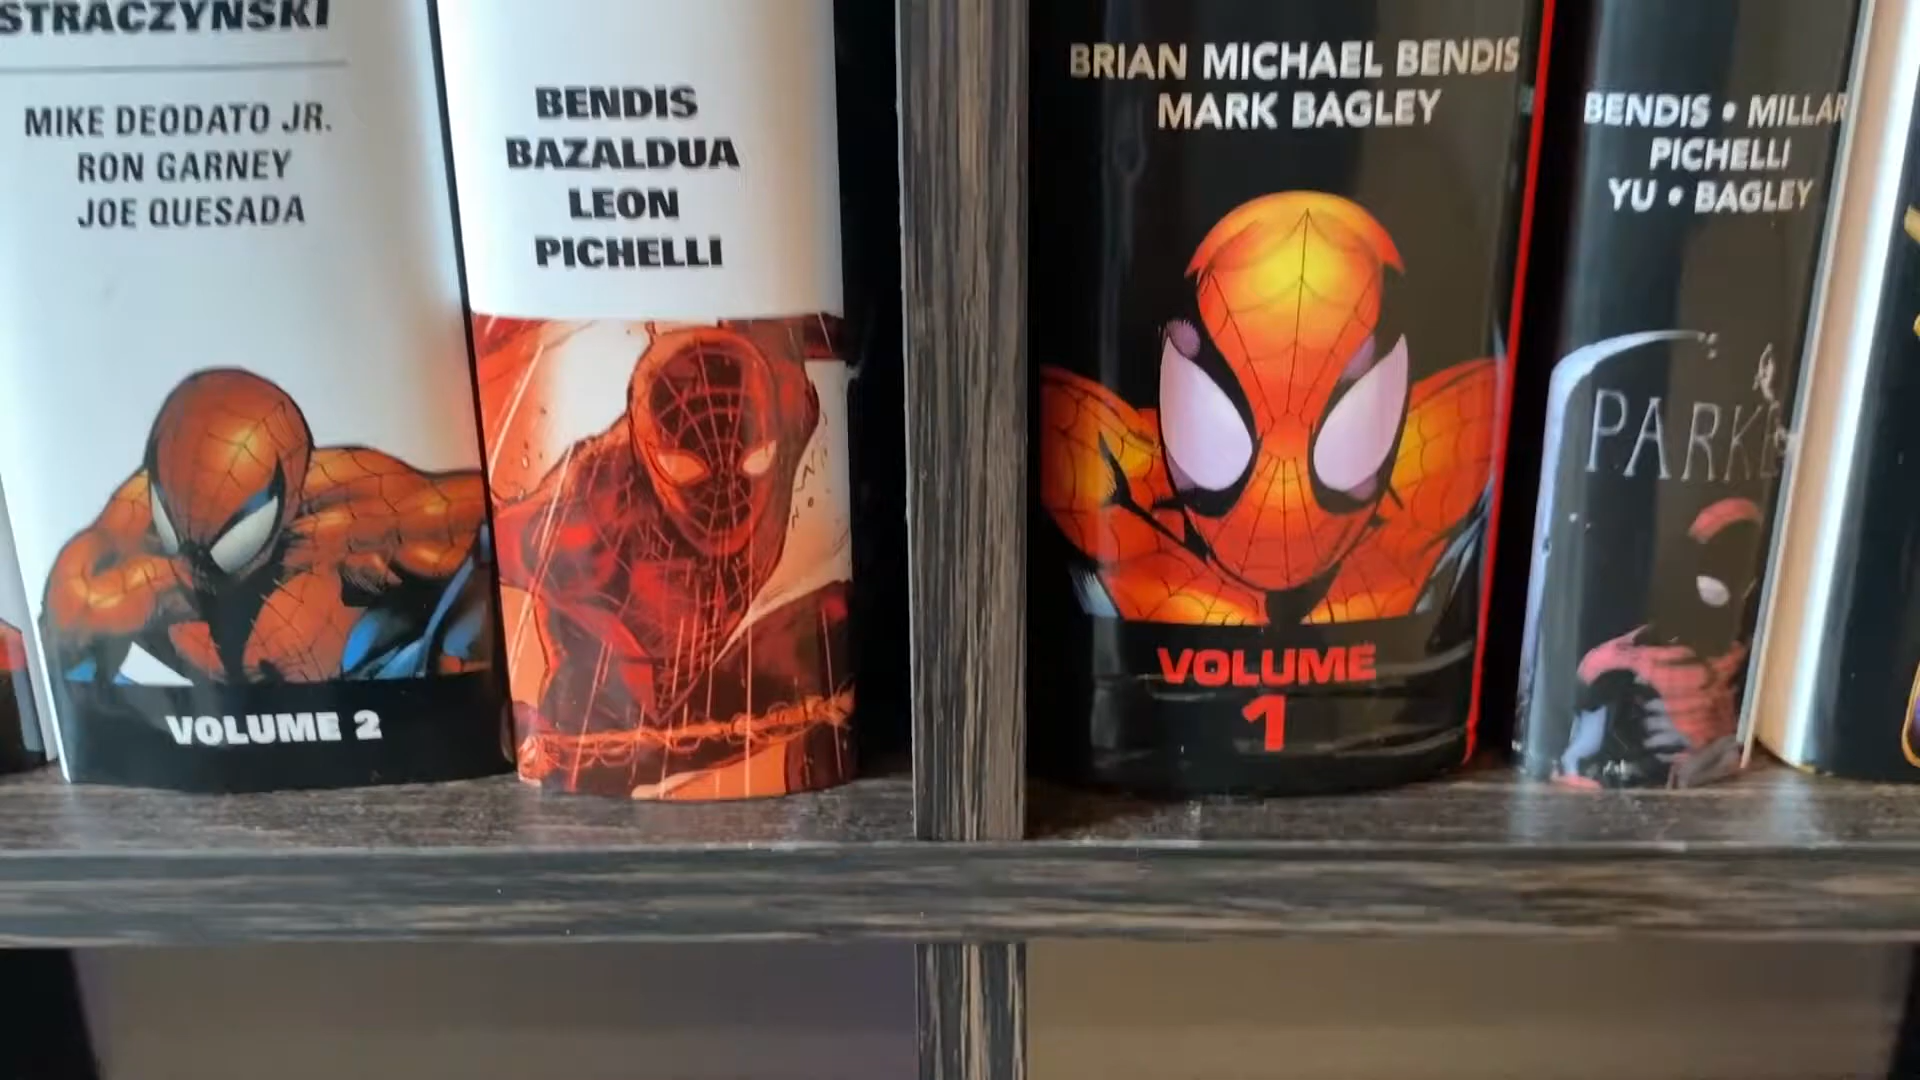 STRACZYNSKI
MIKE DEODATO JR.
RON GARNEY
JOE QUESADA
VOLUME 2
BENDIS
BAZALDUA
LEON
PICHELLI
BRIAN MICHAEL BENDIS
MARK BAGLEY
VOLUME
1
BENDIS • MILLAR
PICHELLI
YU • BAGLEY
PARKE